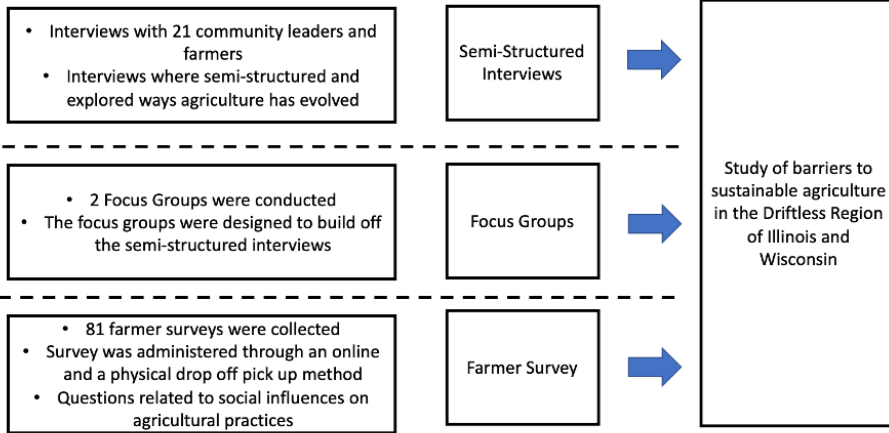 • Interviews with 21 community leaders and
farmers
• Interviews where semi-structured and
explored ways agriculture has evolved
Semi-Structured
Interviews
• 2 Focus Groups were conducted
• The focus groups were designed to build off
the semi-structured interviews
Focus Groups
• 81 farmer surveys were collected
• Survey was administered through an online
and a physical drop off pick up method
• Questions related to social influences on
agricultural practices
Farmer Survey
Study of barriers to
sustainable agriculture
in the Driftless Region
of Illinois and
Wisconsin